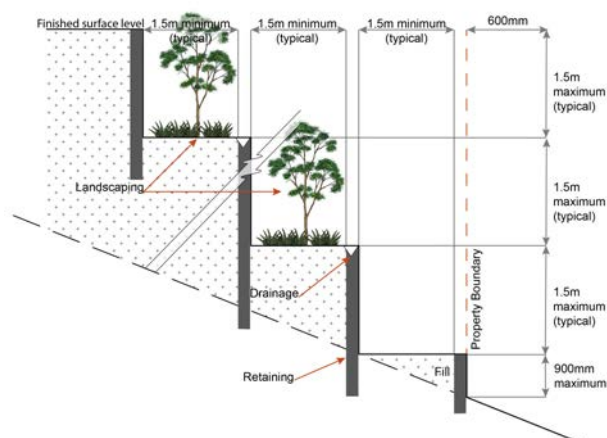 Finished surface level
1.5m minimum
(typical)
1.5m minimum
(typical)
1.5m minimum
(typical)
600mm
1.5m
maximum
(typical)
Landscaping
1.5m
maximum
(typical)
Drainage
Property Boundary
1.5m
maximum
(typical)
Retaining
Fill
900mm
maximum